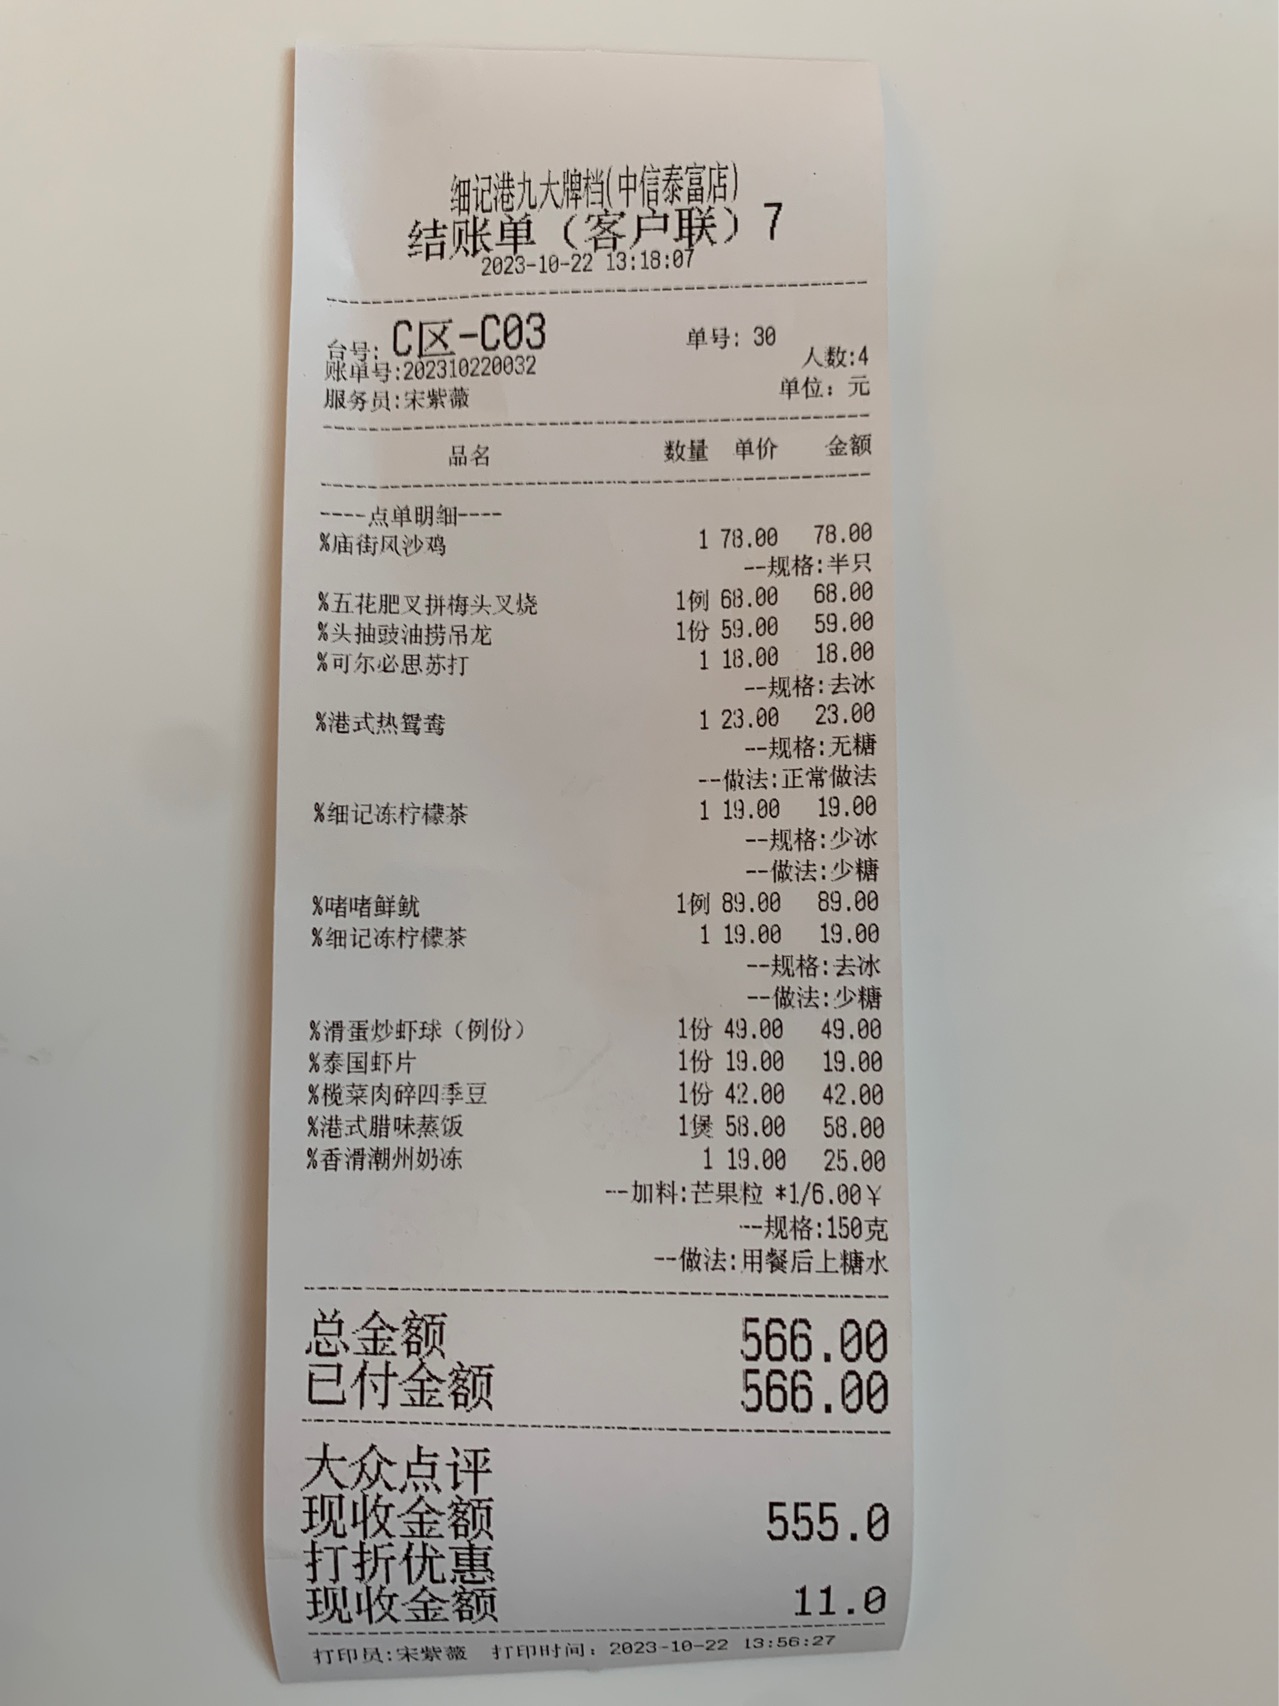 细记港九大牌档(中信泰富店)
结账单（客户联）7
2023-10-22 13:18:07
台号: C区-C03 单号: 30
账单号:202310220032 人数:4
服务员:宋紫薇 单位: 元
品名 数量 单价 金额
----点单明细----
%庙街风沙鸡 1 78.00 78.00
--规格:半只
%五花肥叉拼梅头叉烧 1例 68.00 68.00
%头抽豉油捞吊龙 1份 59.00 59.00
%可尔必思苏打 1 18.00 18.00
--规格:去冰
%港式热鸳鸯 1 23.00 23.00
--规格:无糖
--做法:正常做法
%细记冻柠檬茶 1 19.00 19.00
--规格:少冰
--做法:少糖
%啫啫鲜鱿 1例 89.00 89.00
%细记冻柠檬茶 1 19.00 19.00
--规格:去冰
--做法:少糖
%滑蛋炒虾球（例份） 1份 49.00 49.00
%泰国虾片 1份 19.00 19.00
%榄菜肉碎四季豆 1份 42.00 42.00
%港式腊味蒸饭 1煲 58.00 58.00
%香滑潮州奶冻 1 19.00 25.00
--加料:芒果粒 *1/6.00￥
--规格:150克
--做法:用餐后上糖水
总金额 566.00
已付金额 566.00
大众点评
现收金额 555.0
打折优惠
现收金额 11.0
打印员:宋紫薇 打印时间: 2023-10-22 13:56:27